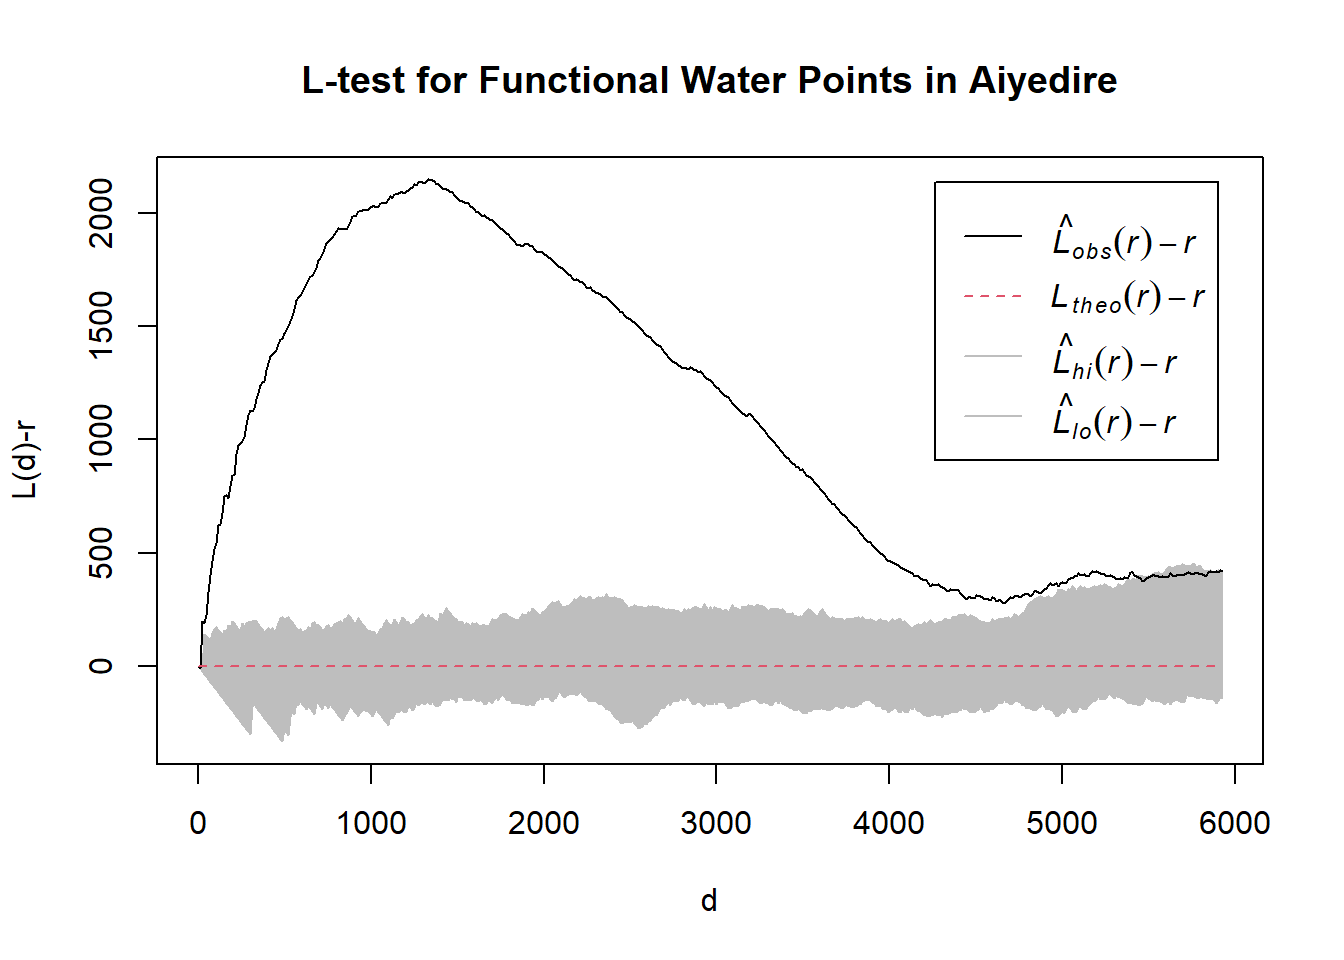 L-test for Functional Water Points in Aiyedire
L(d)-r
2000
1500
1000
500
0
L̂obs(r) − r
Ltheo(r) − r
L̂hi(r) − r
L̂lo(r) − r
0 1000 2000 3000 4000 5000 6000
d